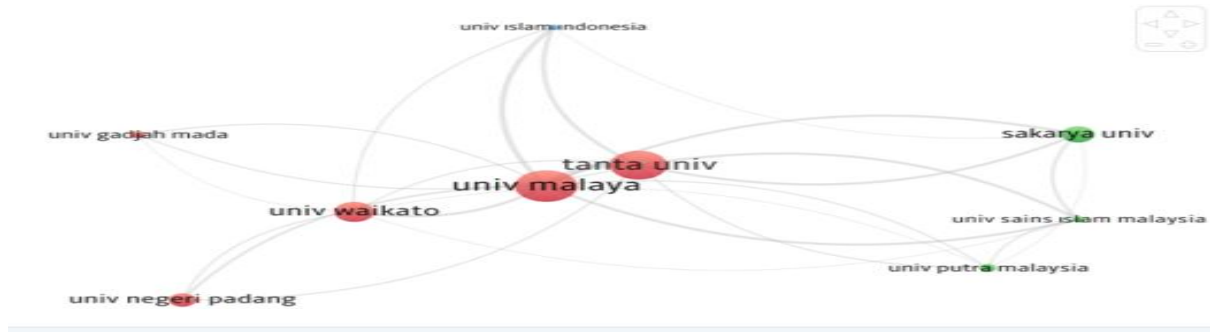 univ islam indonesia
univ gadjah mada
sakarya univ
tanta univ
univ malaya
univ waikato
univ sains islam malaysia
univ putra malaysia
univ negeri padang